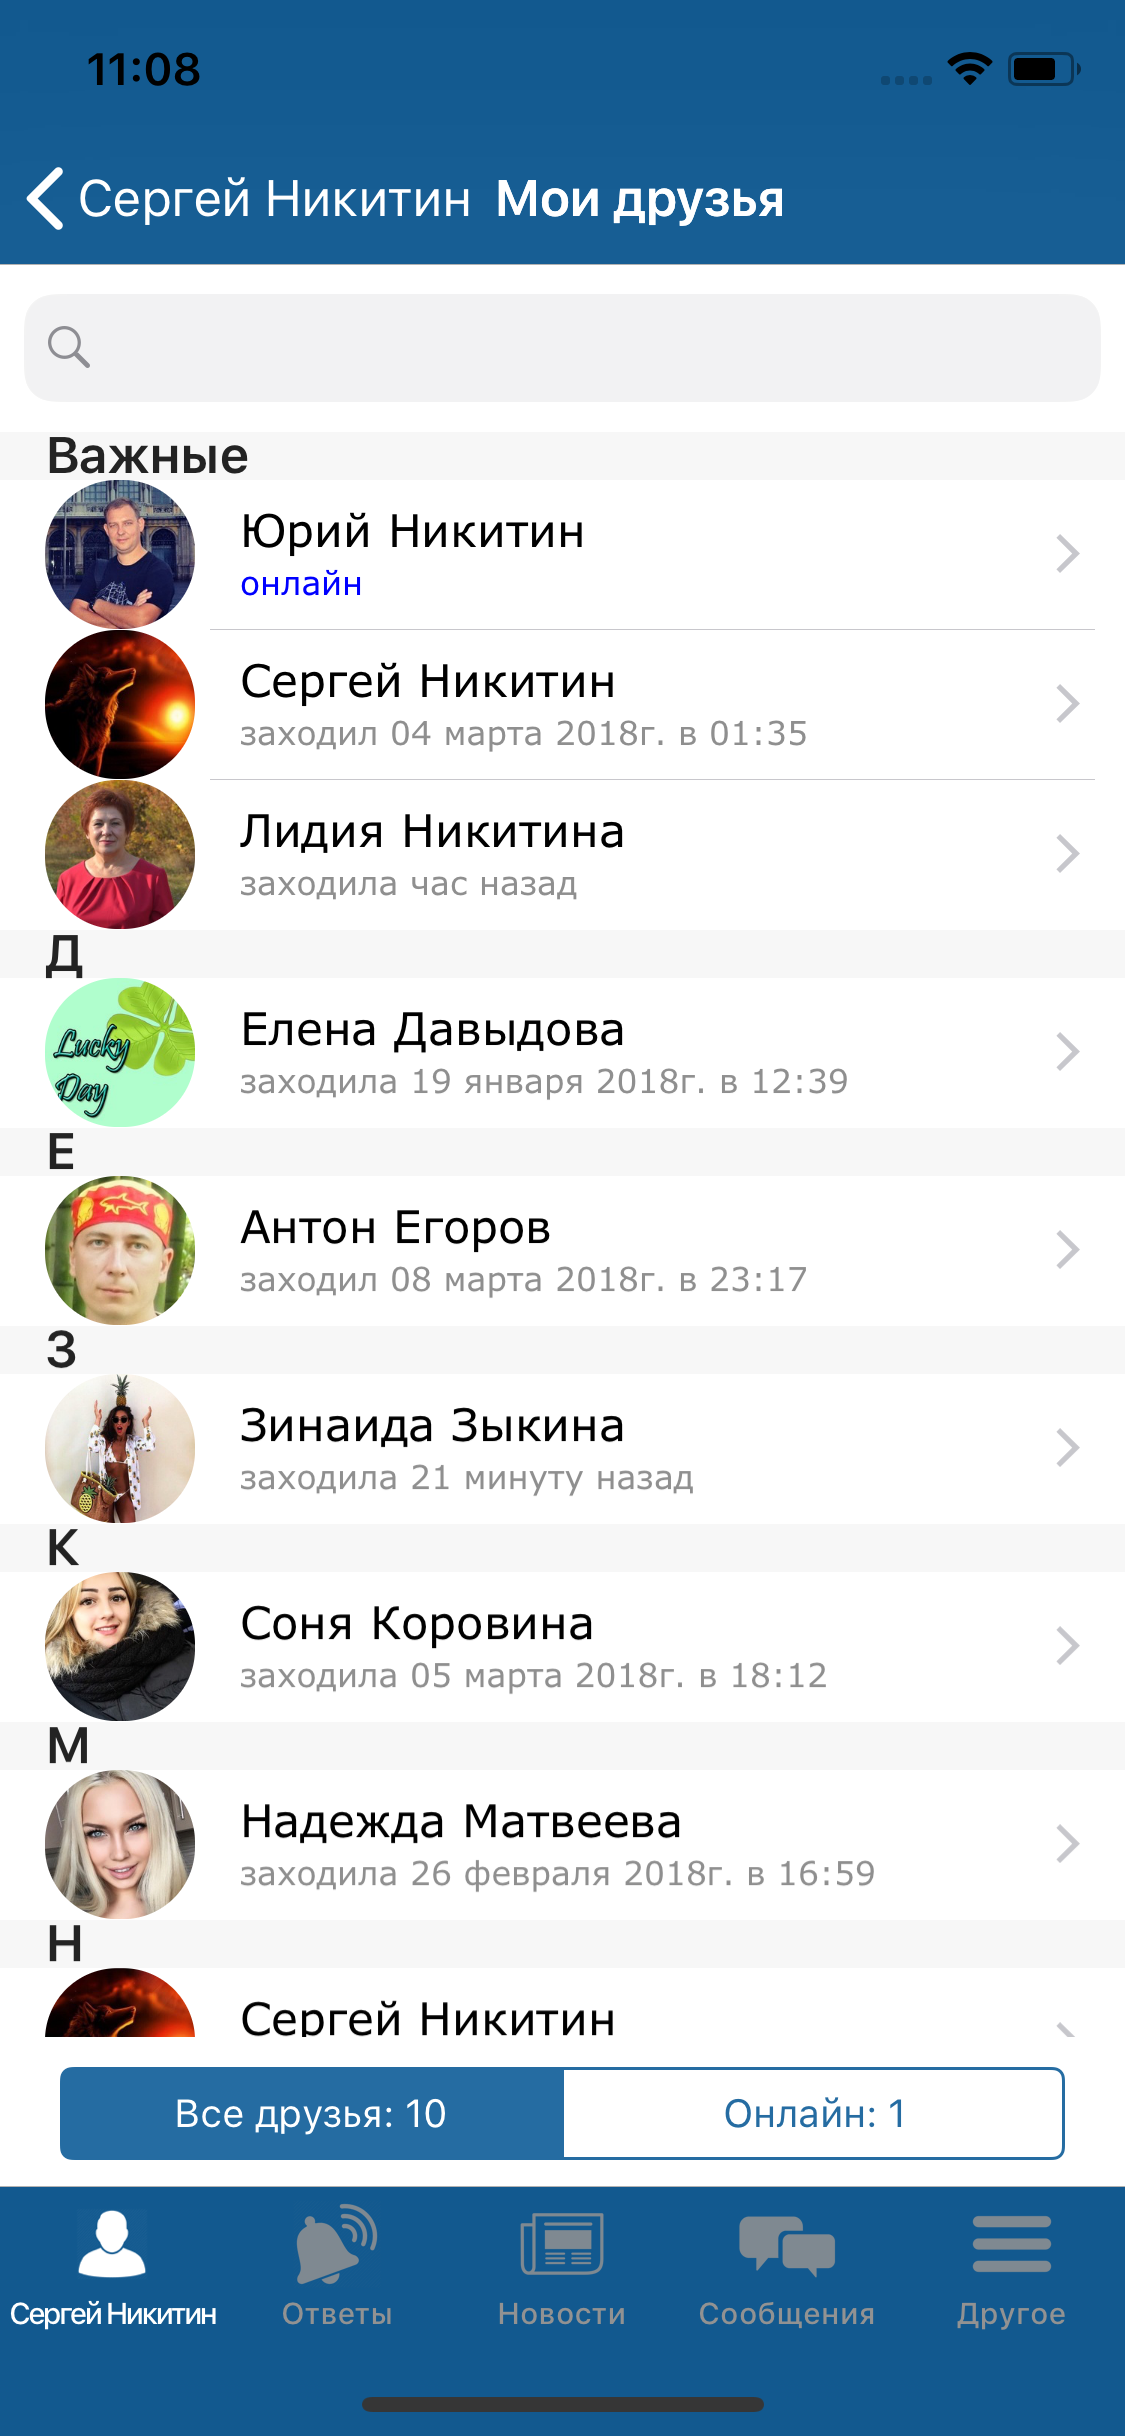 11:08
Сергей Никитин Мои друзья
Важные
Юрий Никитин
онлайн
Сергей Никитин
заходил 04 марта 2018г. в 01:35
Лидия Никитина
заходила час назад
Д
Lucky
Day
Елена Давыдова
заходила 19 января 2018г. в 12:39
Е
Антон Егоров
заходил 08 марта 2018г. в 23:17
З
Зинаида Зыкина
заходила 21 минуту назад
К
Соня Коровина
заходила 05 марта 2018г. в 18:12
М
Надежда Матвеева
заходила 26 февраля 2018г. в 16:59
Н
Сергей Никитин
Все друзья: 10 Онлайн: 1
Сергей Никитин Ответы Новости Сообщения Другое